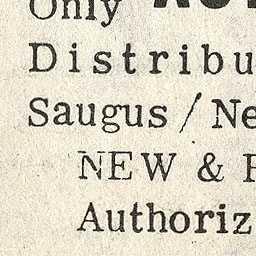 Only
Distribu
Saugus / Ne
NEW &
Authoriz